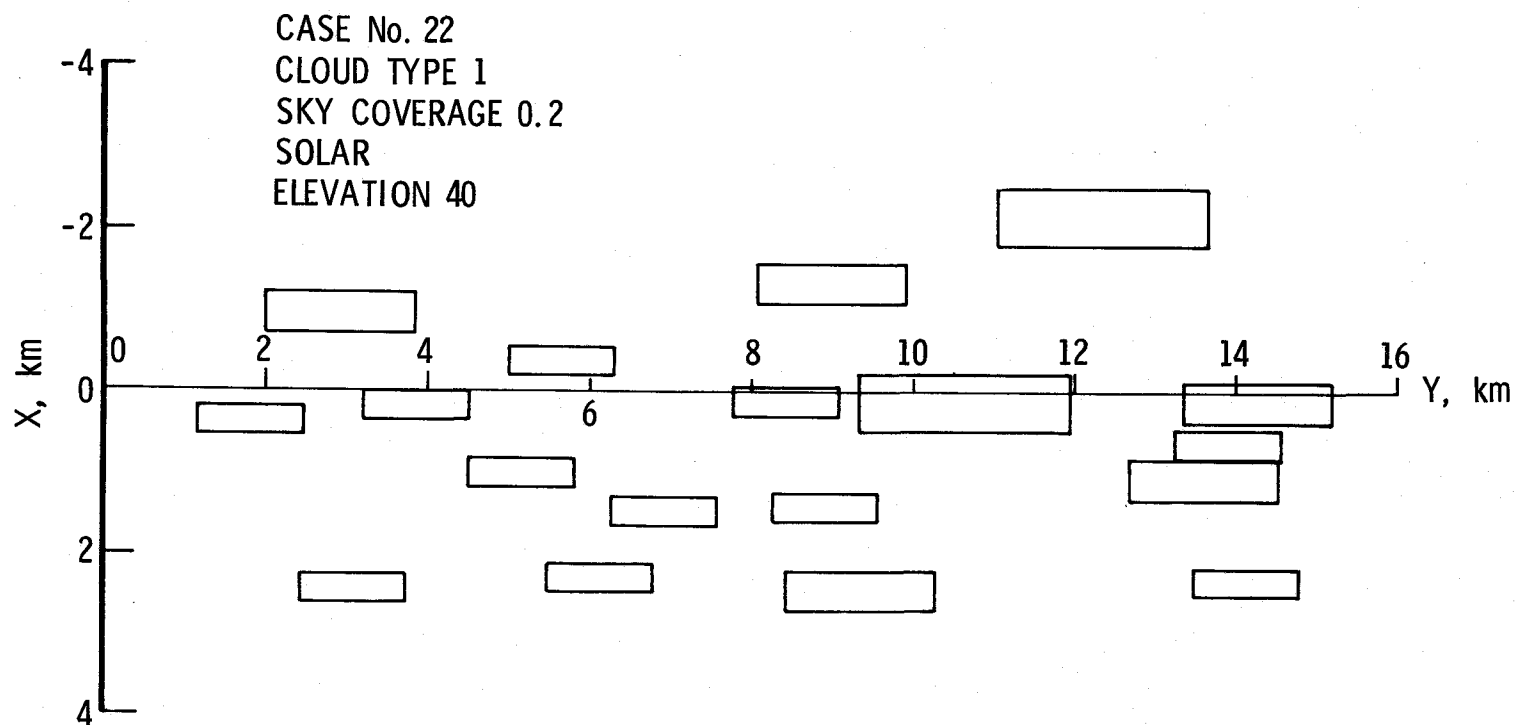 CASE No. 22
CLOUD TYPE 1
SKY COVERAGE 0.2
SOLAR
ELEVATION 40
-4
-2
0
2
4
X, km
0 2 4 6 8 10 12 14 16
Y, km